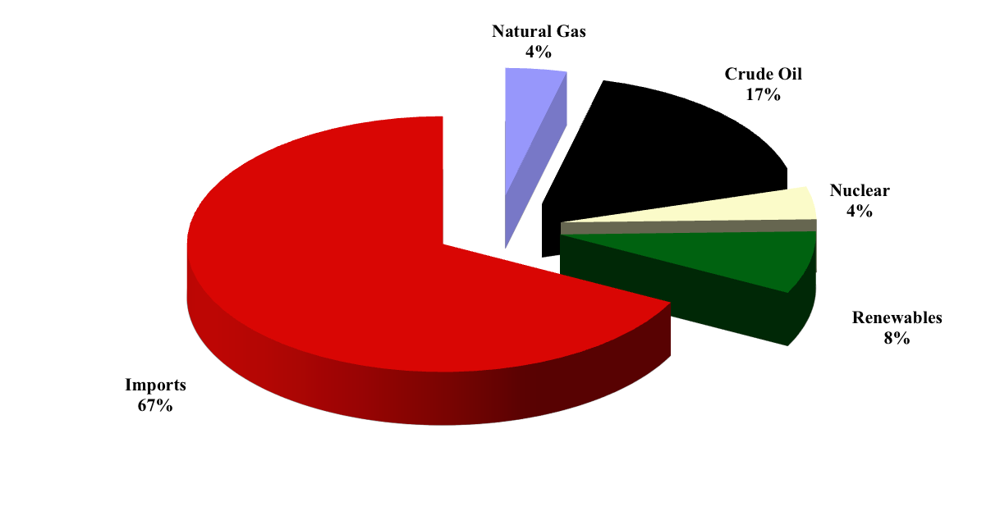 Natural Gas
4%
Crude Oil
17%
Nuclear
4%
Renewables
8%
Imports
67%